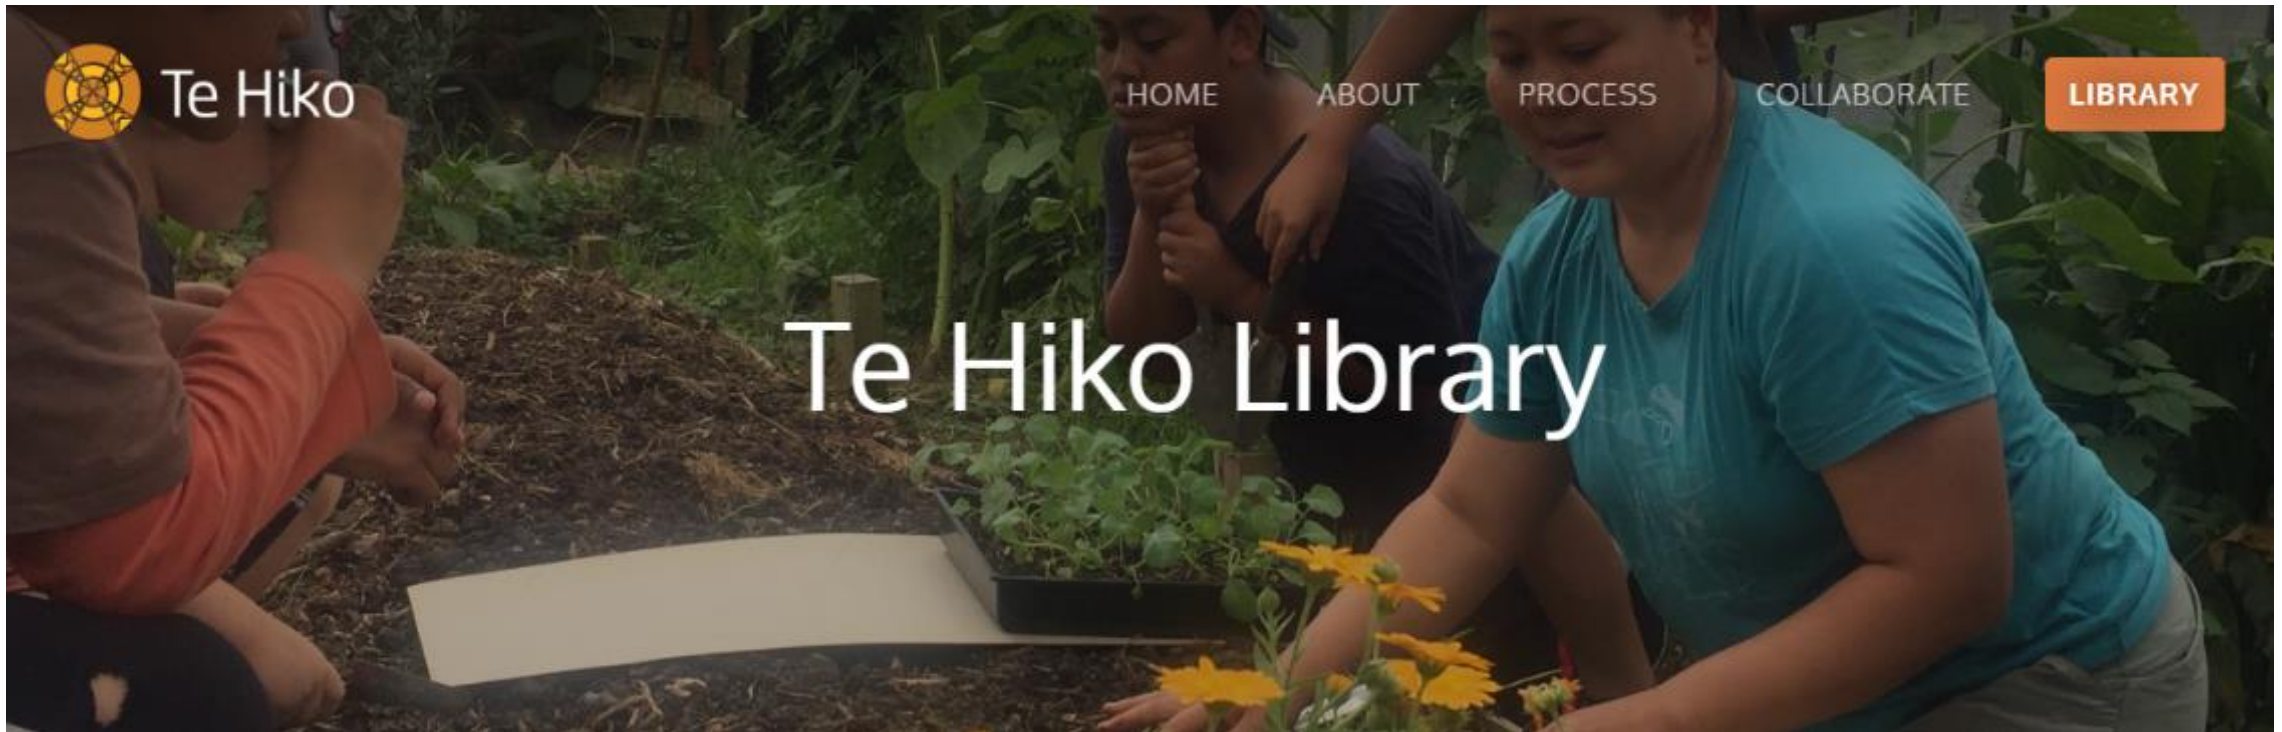 Te Hiko
HOME ABOUT PROCESS COLLABORATE LIBRARY
Te Hiko Library